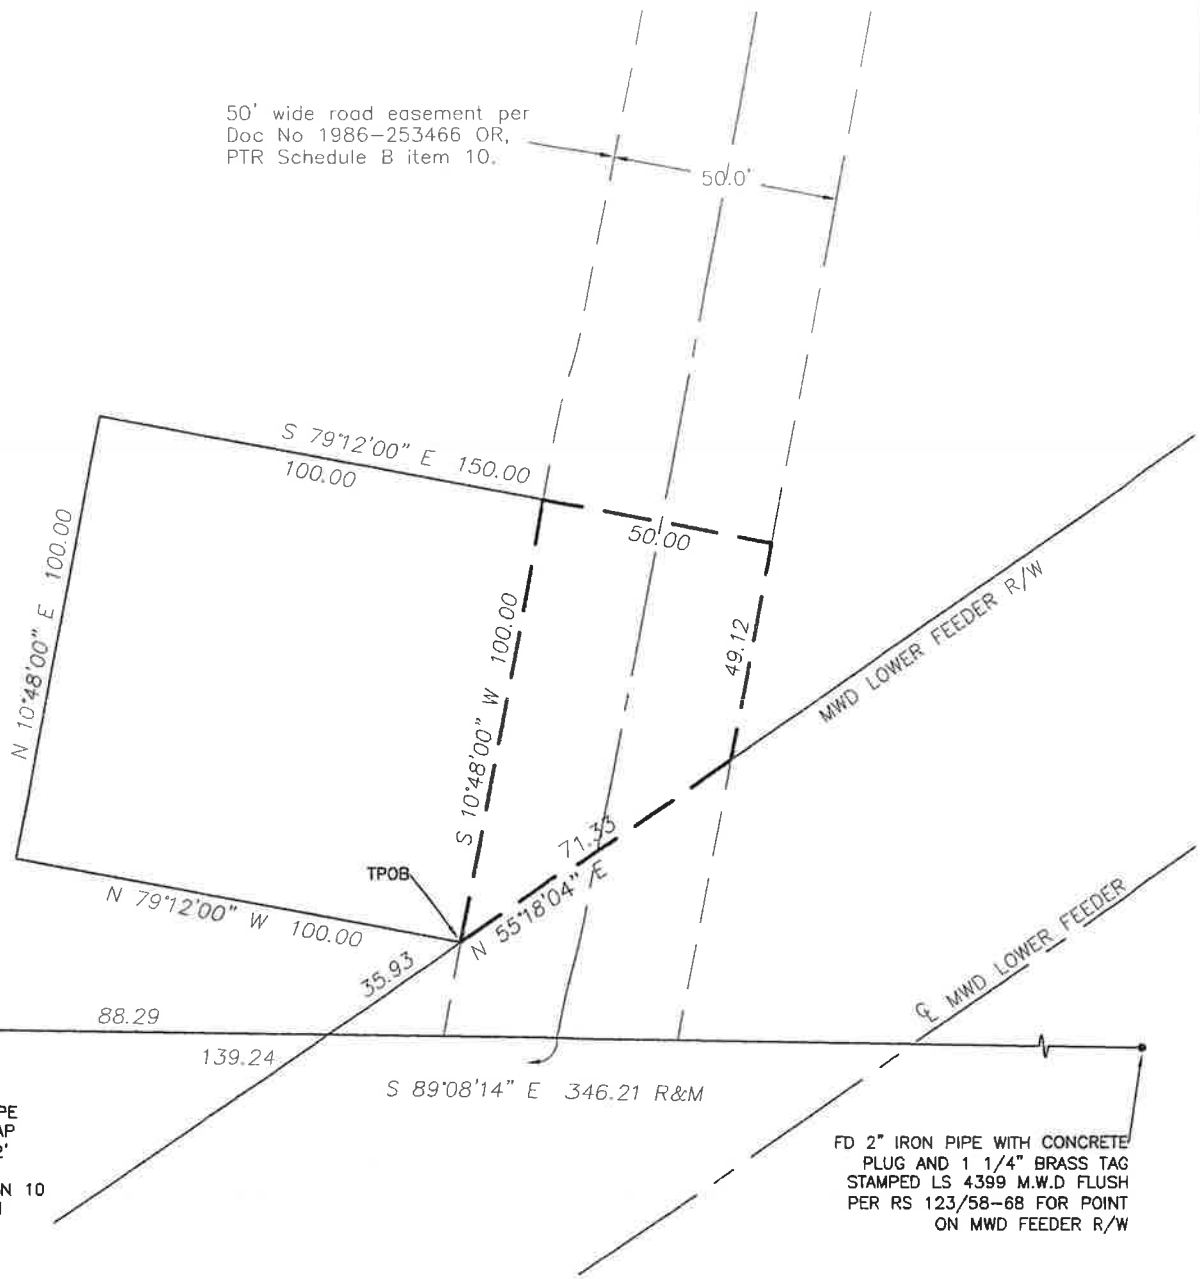 50' wide road easement per
Doc No 1986-253466 OR,
PTR Schedule B item 10.
50.0'
S 79°12'00" E 150.00
100.00
50.00
N 10°48'00" E 100.00
S 10°48'00" W 100.00
49.12
MWD LOWER FEEDER R/W
71.33
N 55°18'04" E
TPOB
N 79°12'00" W 100.00
35.93
℄ MWD LOWER FEEDER
88.29
139.24
S 89°08'14" E 346.21 R&M
PE
AP
2'
N 10
FD 2" IRON PIPE WITH CONCRETE
PLUG AND 1 1/4" BRASS TAG
STAMPED LS 4399 M.W.D FLUSH
PER RS 123/58-68 FOR POINT
ON MWD FEEDER R/W